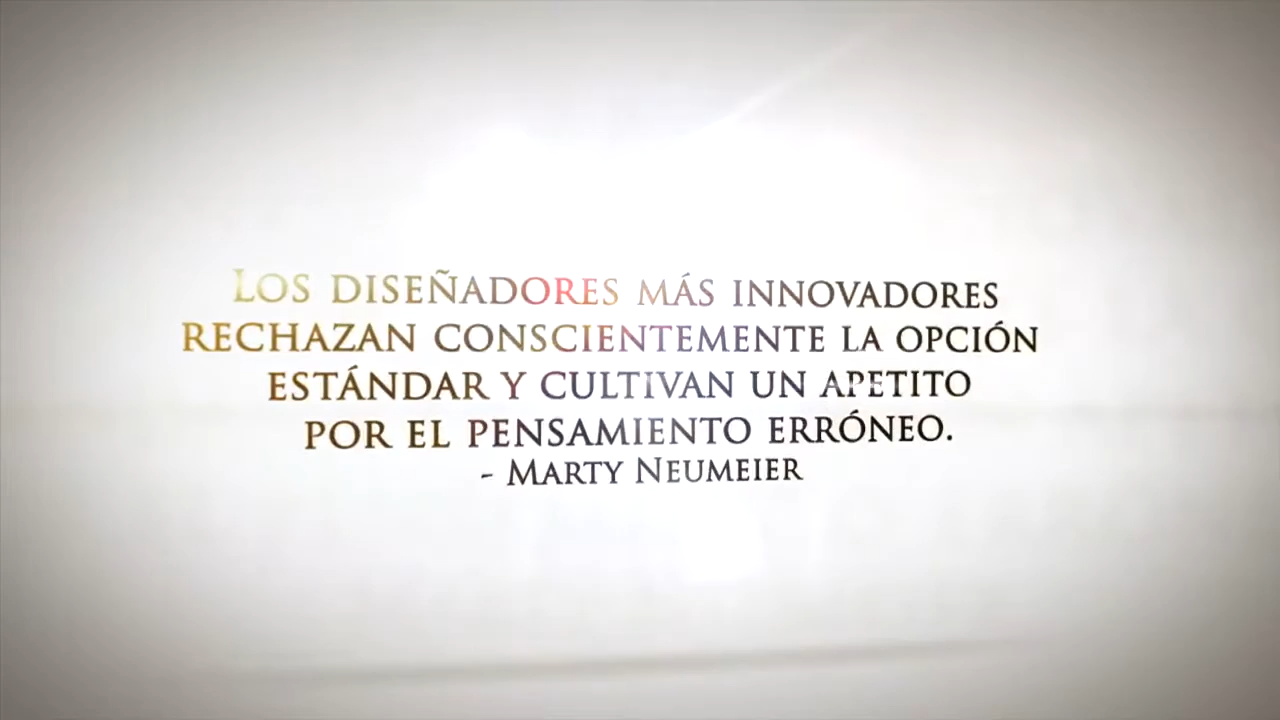 Los diseñadores más innovadores
rechazan conscientemente la opción
estándar y cultivan un apetito
por el pensamiento erróneo.
- Marty Neumeier